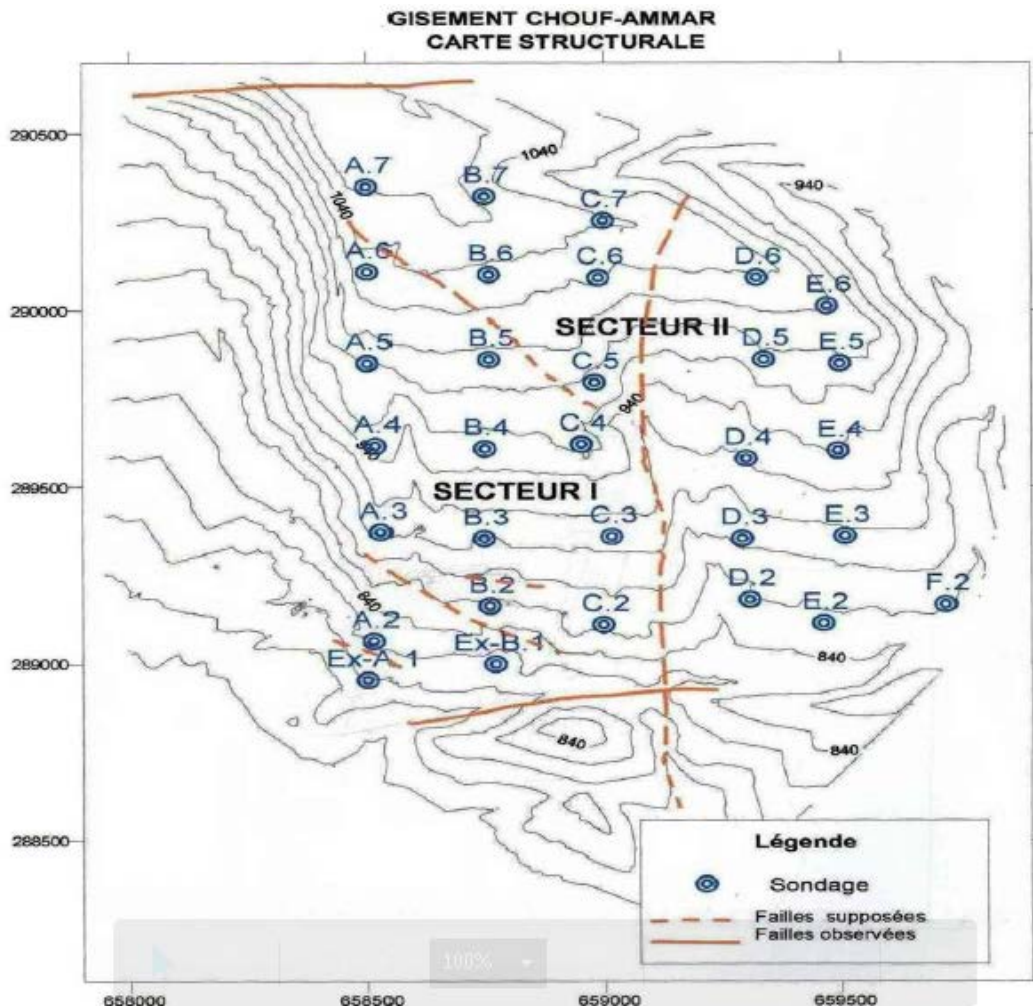 GISEMENT CHOUF-AMMAR
CARTE STRUCTURALE
290500
290000
289500
289000
288500
658000
658500
659000
659500
1040
940
1040
A.7
B.7
C.7
A.6
B.6
C.6
D.6
E.6
SECTEUR II
A.5
B.5
C.5
D.5
E.5
940
A.4
B.4
C.4
D.4
E.4
SECTEUR I
A.3
B.3
C.3
D.3
E.3
840
A.2
B.2
C.2
D.2
E.2
F.2
Ex-A.1
Ex-B.1
840
840
840
Légende
Sondage
Failles supposées
Failles observées
100%